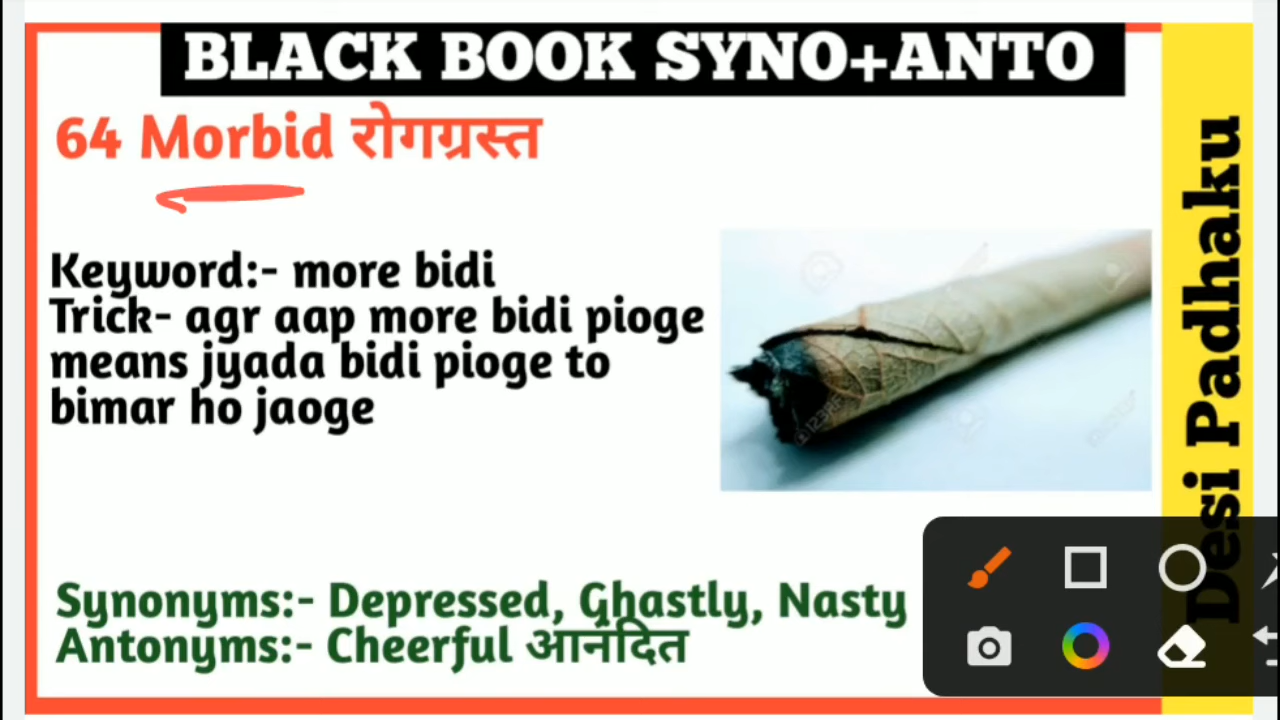 BLACK BOOK SYNO+ANTO
64 Morbid रोगग्रस्त
Keyword:- more bidi
Trick- agr aap more bidi pioge
means jyada bidi pioge to
bimar ho jaoge
Synonyms:- Depressed, Ghastly, Nasty
Antonyms:- Cheerful आनंदित
Desi Padhaku